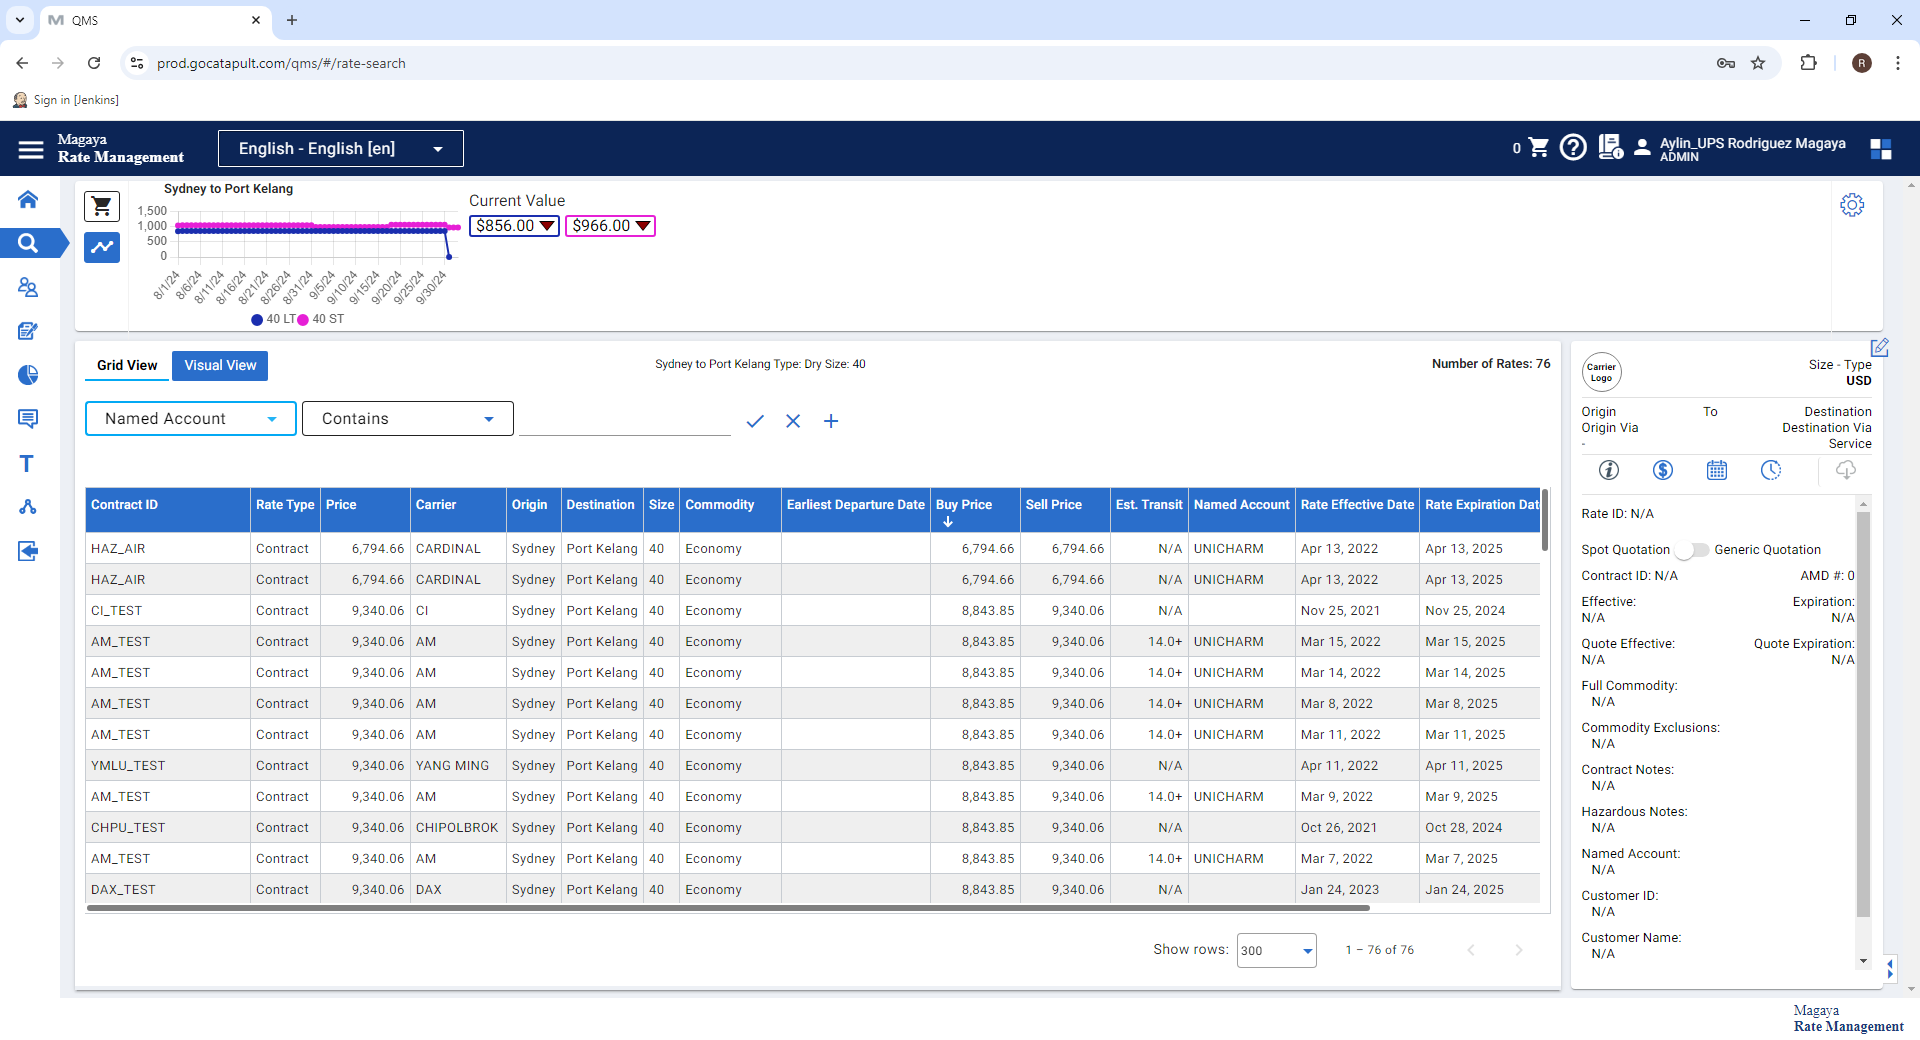 QMS
prod.gocatapult.com/qms/#/rate-search
R
Sign in [Jenkins]
Magaya
Rate Management
English - English [en]
0
Aylin_UPS Rodriguez Magaya
ADMIN
Sydney to Port Kelang
1,500
1,000
500
0
8/1/24 8/6/24 8/11/24 8/16/24 8/21/24 8/26/24 8/31/24 9/5/24 9/10/24 9/15/24 9/20/24 9/25/24 9/30/24
40 LT 40 ST
Current Value
$856.00 $966.00
Grid View Visual View
Sydney to Port Kelang Type: Dry Size: 40
Number of Rates: 76
Named Account Contains
Contract ID Rate Type Price Carrier Origin Destination Size Commodity Earliest Departure Date Buy Price Sell Price Est. Transit Named Account Rate Effective Date Rate Expiration Dat
HAZ_AIR Contract 6,794.66 CARDINAL Sydney Port Kelang 40 Economy 6,794.66 6,794.66 N/A UNICHARM Apr 13, 2022 Apr 13, 2025
HAZ_AIR Contract 6,794.66 CARDINAL Sydney Port Kelang 40 Economy 6,794.66 6,794.66 N/A UNICHARM Apr 13, 2022 Apr 13, 2025
CI_TEST Contract 9,340.06 CI Sydney Port Kelang 40 Economy 8,843.85 9,340.06 N/A Nov 25, 2021 Nov 25, 2024
AM_TEST Contract 9,340.06 AM Sydney Port Kelang 40 Economy 8,843.85 9,340.06 14.0+ UNICHARM Mar 15, 2022 Mar 15, 2025
AM_TEST Contract 9,340.06 AM Sydney Port Kelang 40 Economy 8,843.85 9,340.06 14.0+ UNICHARM Mar 14, 2022 Mar 14, 2025
AM_TEST Contract 9,340.06 AM Sydney Port Kelang 40 Economy 8,843.85 9,340.06 14.0+ UNICHARM Mar 8, 2022 Mar 8, 2025
AM_TEST Contract 9,340.06 AM Sydney Port Kelang 40 Economy 8,843.85 9,340.06 14.0+ UNICHARM Mar 11, 2022 Mar 11, 2025
YMLU_TEST Contract 9,340.06 YANG MING Sydney Port Kelang 40 Economy 8,843.85 9,340.06 N/A Apr 11, 2022 Apr 11, 2025
AM_TEST Contract 9,340.06 AM Sydney Port Kelang 40 Economy 8,843.85 9,340.06 14.0+ UNICHARM Mar 9, 2022 Mar 9, 2025
CHPU_TEST Contract 9,340.06 CHIPOLBROK Sydney Port Kelang 40 Economy 8,843.85 9,340.06 N/A Oct 26, 2021 Oct 28, 2024
AM_TEST Contract 9,340.06 AM Sydney Port Kelang 40 Economy 8,843.85 9,340.06 14.0+ UNICHARM Mar 7, 2022 Mar 7, 2025
DAX_TEST Contract 9,340.06 DAX Sydney Port Kelang 40 Economy 8,843.85 9,340.06 N/A Jan 24, 2023 Jan 24, 2025
Show rows: 300 1 – 76 of 76
Carrier
Logo
Size - Type
USD
Origin To Destination
Origin Via Destination Via
- Service
Rate ID: N/A
Spot Quotation Generic Quotation
Contract ID: N/A AMD #: 0
Effective: Expiration:
N/A N/A
Quote Effective: Quote Expiration:
N/A N/A
Full Commodity:
N/A
Commodity Exclusions:
N/A
Contract Notes:
N/A
Hazardous Notes:
N/A
Named Account:
N/A
Customer ID:
N/A
Customer Name:
N/A
Magaya
Rate Management